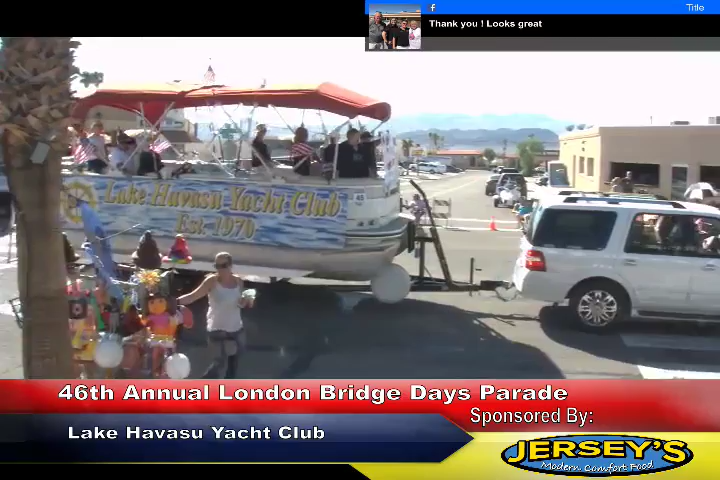 f
Title
Thank you ! Looks great
Lake Havasu Yacht Club
Est. 1970
46th Annual London Bridge Days Parade
Sponsored By:
Lake Havasu Yacht Club
JERSEY'S
Modern Comfort Food